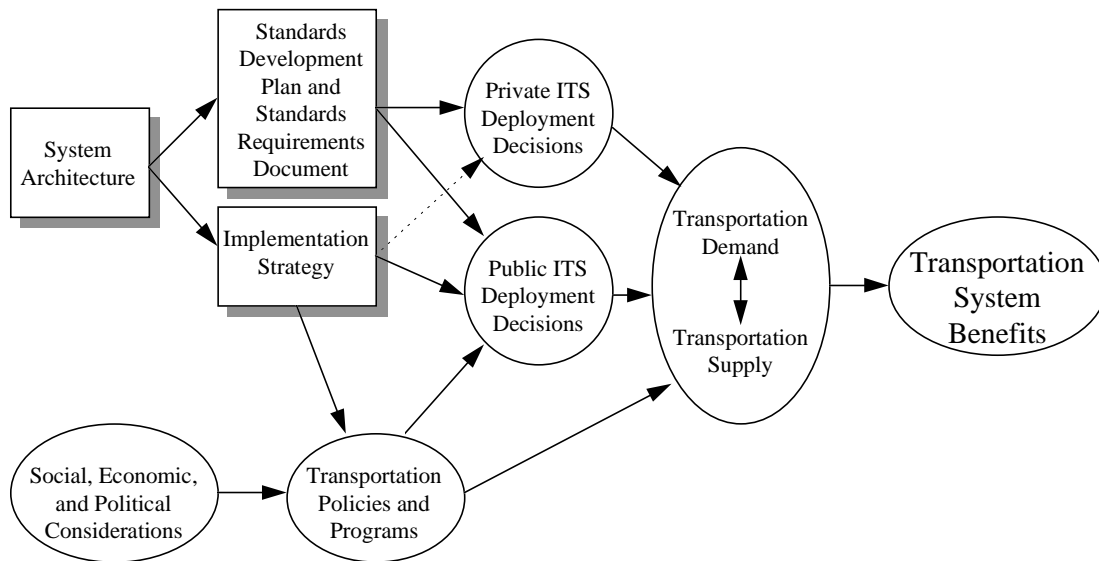 Standards
Development
Plan and
Standards
Requirements
Document
System
Architecture
Implementation
Strategy
Private ITS
Deployment
Decisions
Public ITS
Deployment
Decisions
Transportation
Demand
Transportation
Supply
Transportation
System
Benefits
Social, Economic,
and Political
Considerations
Transportation
Policies and
Programs